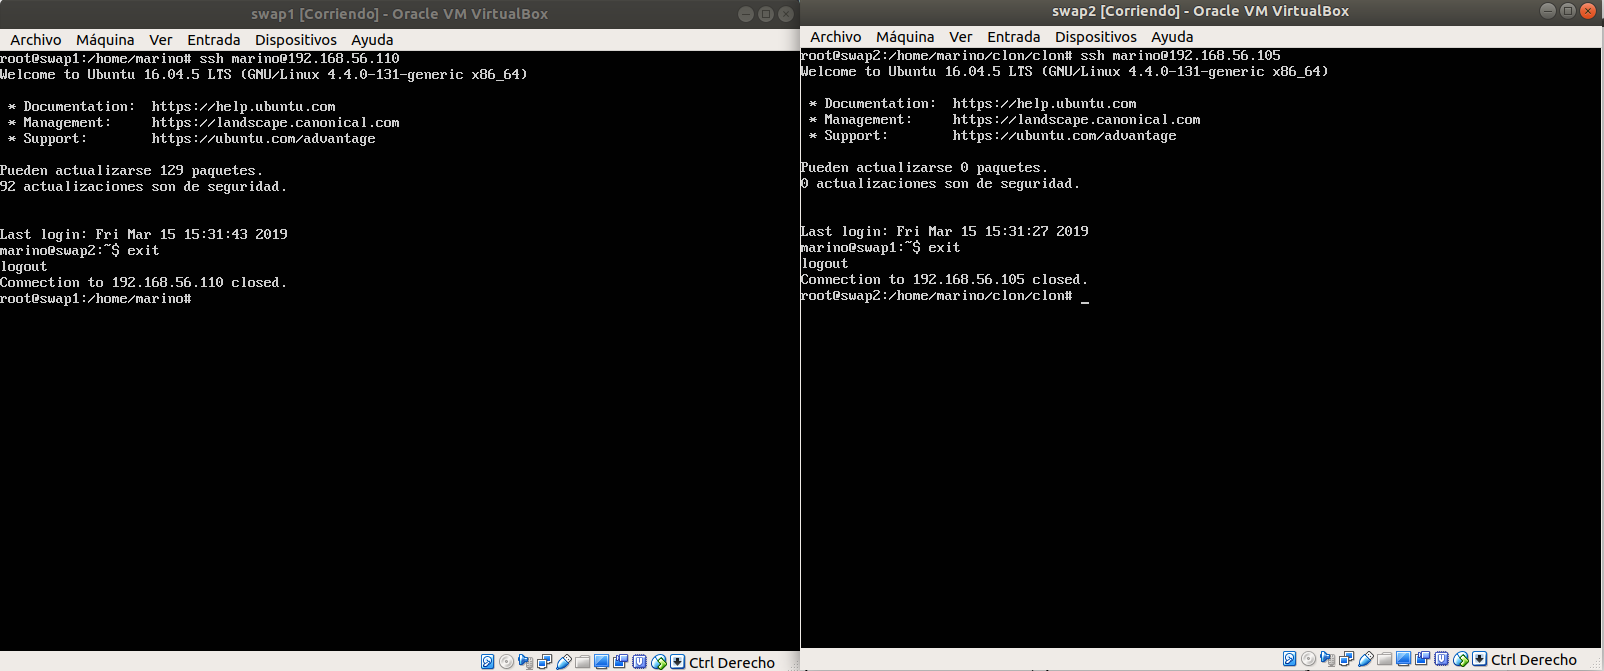 swap1 [Corriendo] - Oracle VM VirtualBox
Archivo Máquina Ver Entrada Dispositivos Ayuda
root@swap1:/home/marino# ssh marino@192.168.56.110
Welcome to Ubuntu 16.04.5 LTS (GNU/Linux 4.4.0-131-generic x86_64)
* Documentation: https://help.ubuntu.com
* Management: https://landscape.canonical.com
* Support: https://ubuntu.com/advantage
Pueden actualizarse 129 paquetes.
92 actualizaciones son de seguridad.
Last login: Fri Mar 15 15:31:43 2019
marino@swap2:~$ exit
logout
Connection to 192.168.56.110 closed.
root@swap1:/home/marino#
Ctrl Derecho
swap2 [Corriendo] - Oracle VM VirtualBox
Archivo Máquina Ver Entrada Dispositivos Ayuda
root@swap2:/home/marino/clon/clon# ssh marino@192.168.56.105
Welcome to Ubuntu 16.04.5 LTS (GNU/Linux 4.4.0-131-generic x86_64)
* Documentation: https://help.ubuntu.com
* Management: https://landscape.canonical.com
* Support: https://ubuntu.com/advantage
Pueden actualizarse 0 paquetes.
0 actualizaciones son de seguridad.
Last login: Fri Mar 15 15:31:27 2019
marino@swap1:~$ exit
logout
Connection to 192.168.56.105 closed.
root@swap2:/home/marino/clon/clon# _
Ctrl Derecho